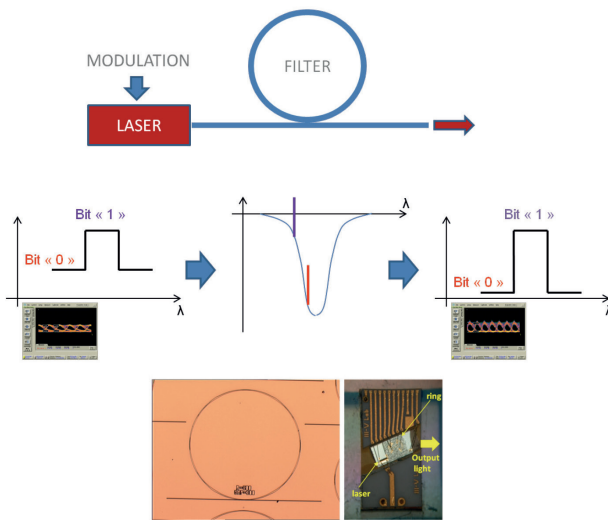 MODULATION
FILTER
LASER
Bit « 1 »
Bit « 0 »
λ
λ
Bit « 1 »
Bit « 0 »
λ
ring
Output
light
laser